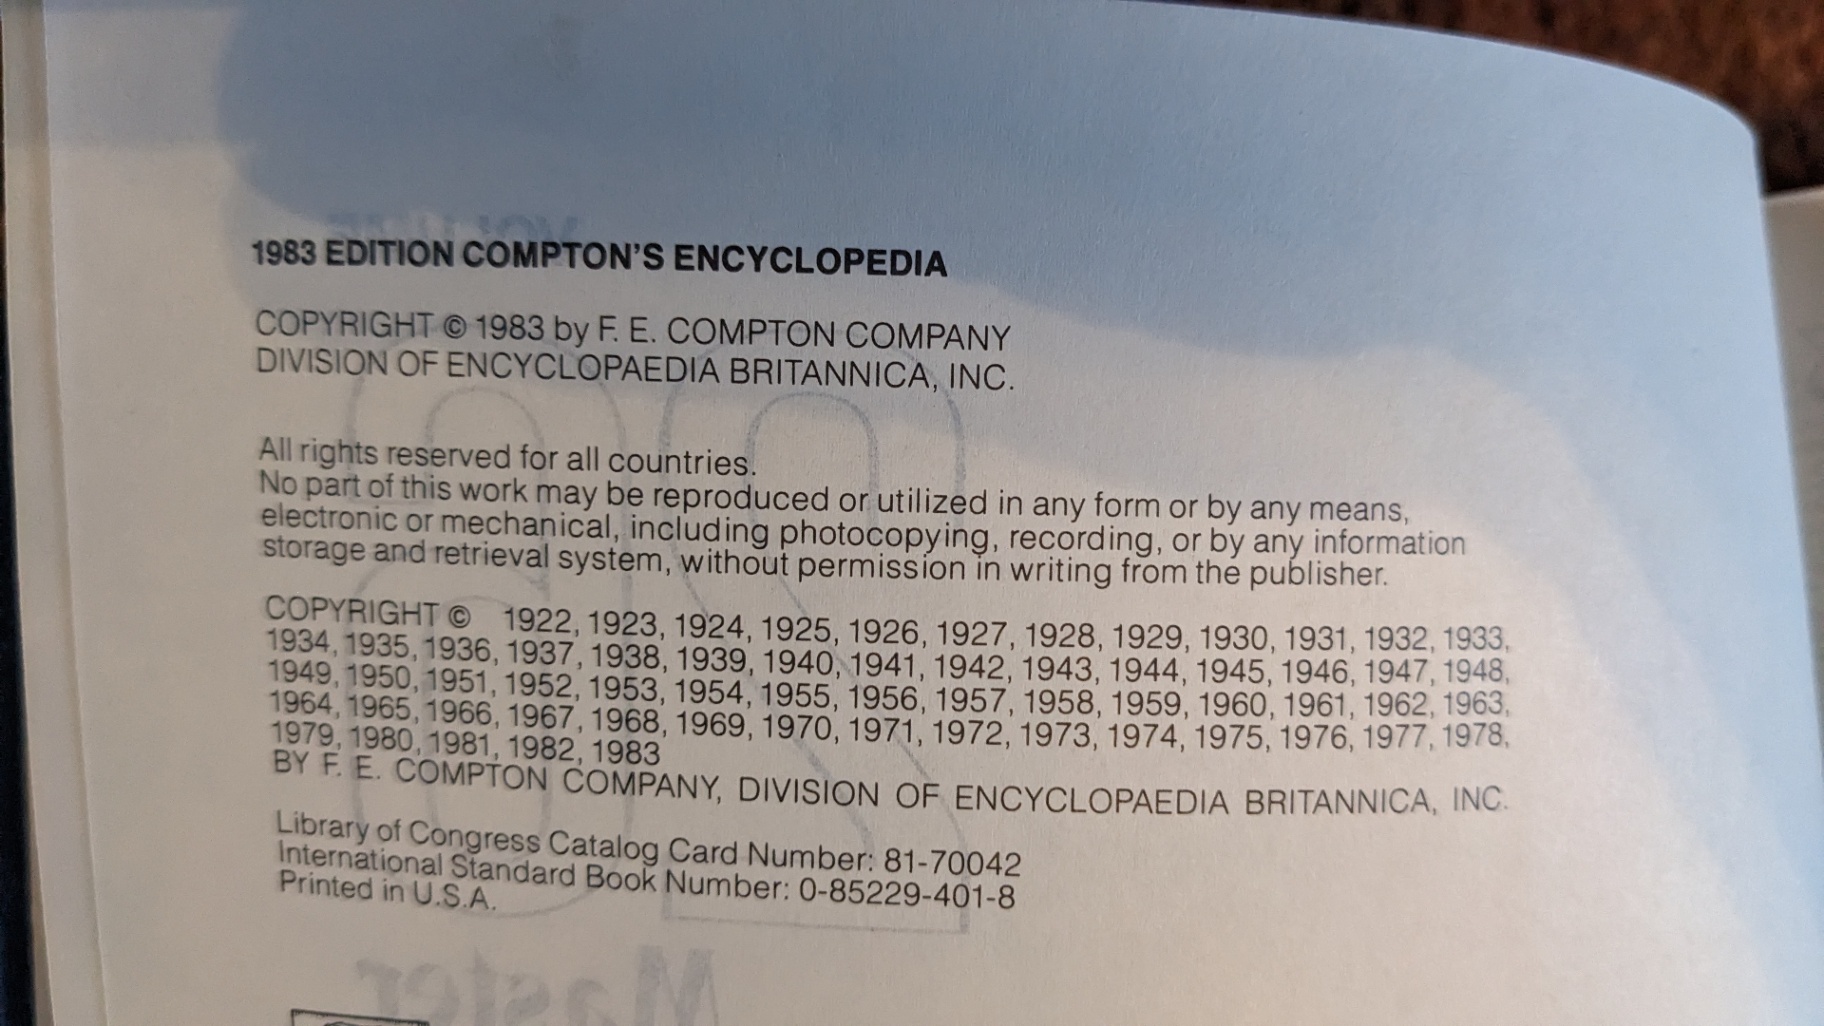 1983 EDITION COMPTON'S ENCYCLOPEDIA
COPYRIGHT © 1983 by F. E. COMPTON COMPANY
DIVISION OF ENCYCLOPAEDIA BRITANNICA, INC.
All rights reserved for all countries.
No part of this work may be reproduced or utilized in any form or by any means,
electronic or mechanical, including photocopying, recording, or by any information
storage and retrieval system, without permission in writing from the publisher.
COPYRIGHT © 1922, 1923, 1924, 1925, 1926, 1927, 1928, 1929, 1930, 1931, 1932, 1933,
1934, 1935, 1936, 1937, 1938, 1939, 1940, 1941, 1942, 1943, 1944, 1945, 1946, 1947, 1948,
1949, 1950, 1951, 1952, 1953, 1954, 1955, 1956, 1957, 1958, 1959, 1960, 1961, 1962, 1963,
1964, 1965, 1966, 1967, 1968, 1969, 1970, 1971, 1972, 1973, 1974, 1975, 1976, 1977, 1978,
1979, 1980, 1981, 1982, 1983
BY F. E. COMPTON COMPANY, DIVISION OF ENCYCLOPAEDIA BRITANNICA, INC.
Library of Congress Catalog Card Number: 81-70042
International Standard Book Number: 0-85229-401-8
Printed in U.S.A.
Master